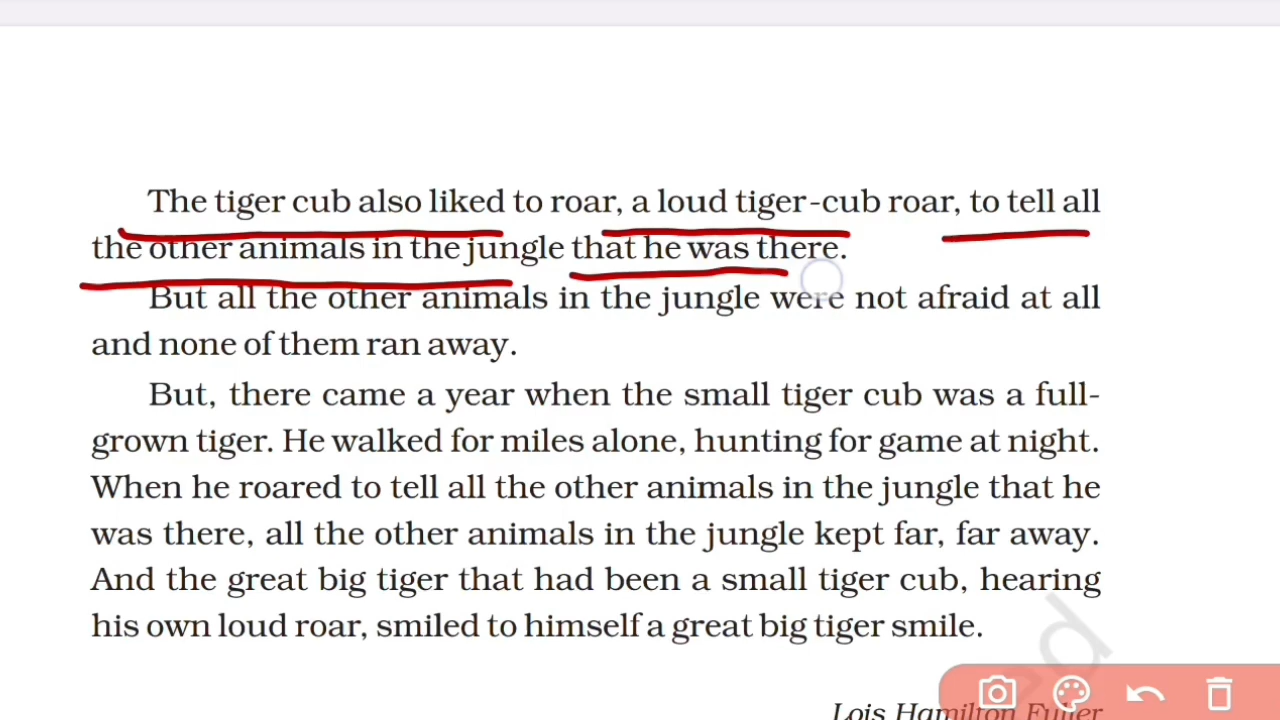 The tiger cub also liked to roar, a loud tiger-cub roar, to tell all
the other animals in the jungle that he was there.
But all the other animals in the jungle were not afraid at all
and none of them ran away.
But, there came a year when the small tiger cub was a full-
grown tiger. He walked for miles alone, hunting for game at night.
When he roared to tell all the other animals in the jungle that he
was there, all the other animals in the jungle kept far, far away.
And the great big tiger that had been a small tiger cub, hearing
his own loud roar, smiled to himself a great big tiger smile.
Lois Hamilton Fuller